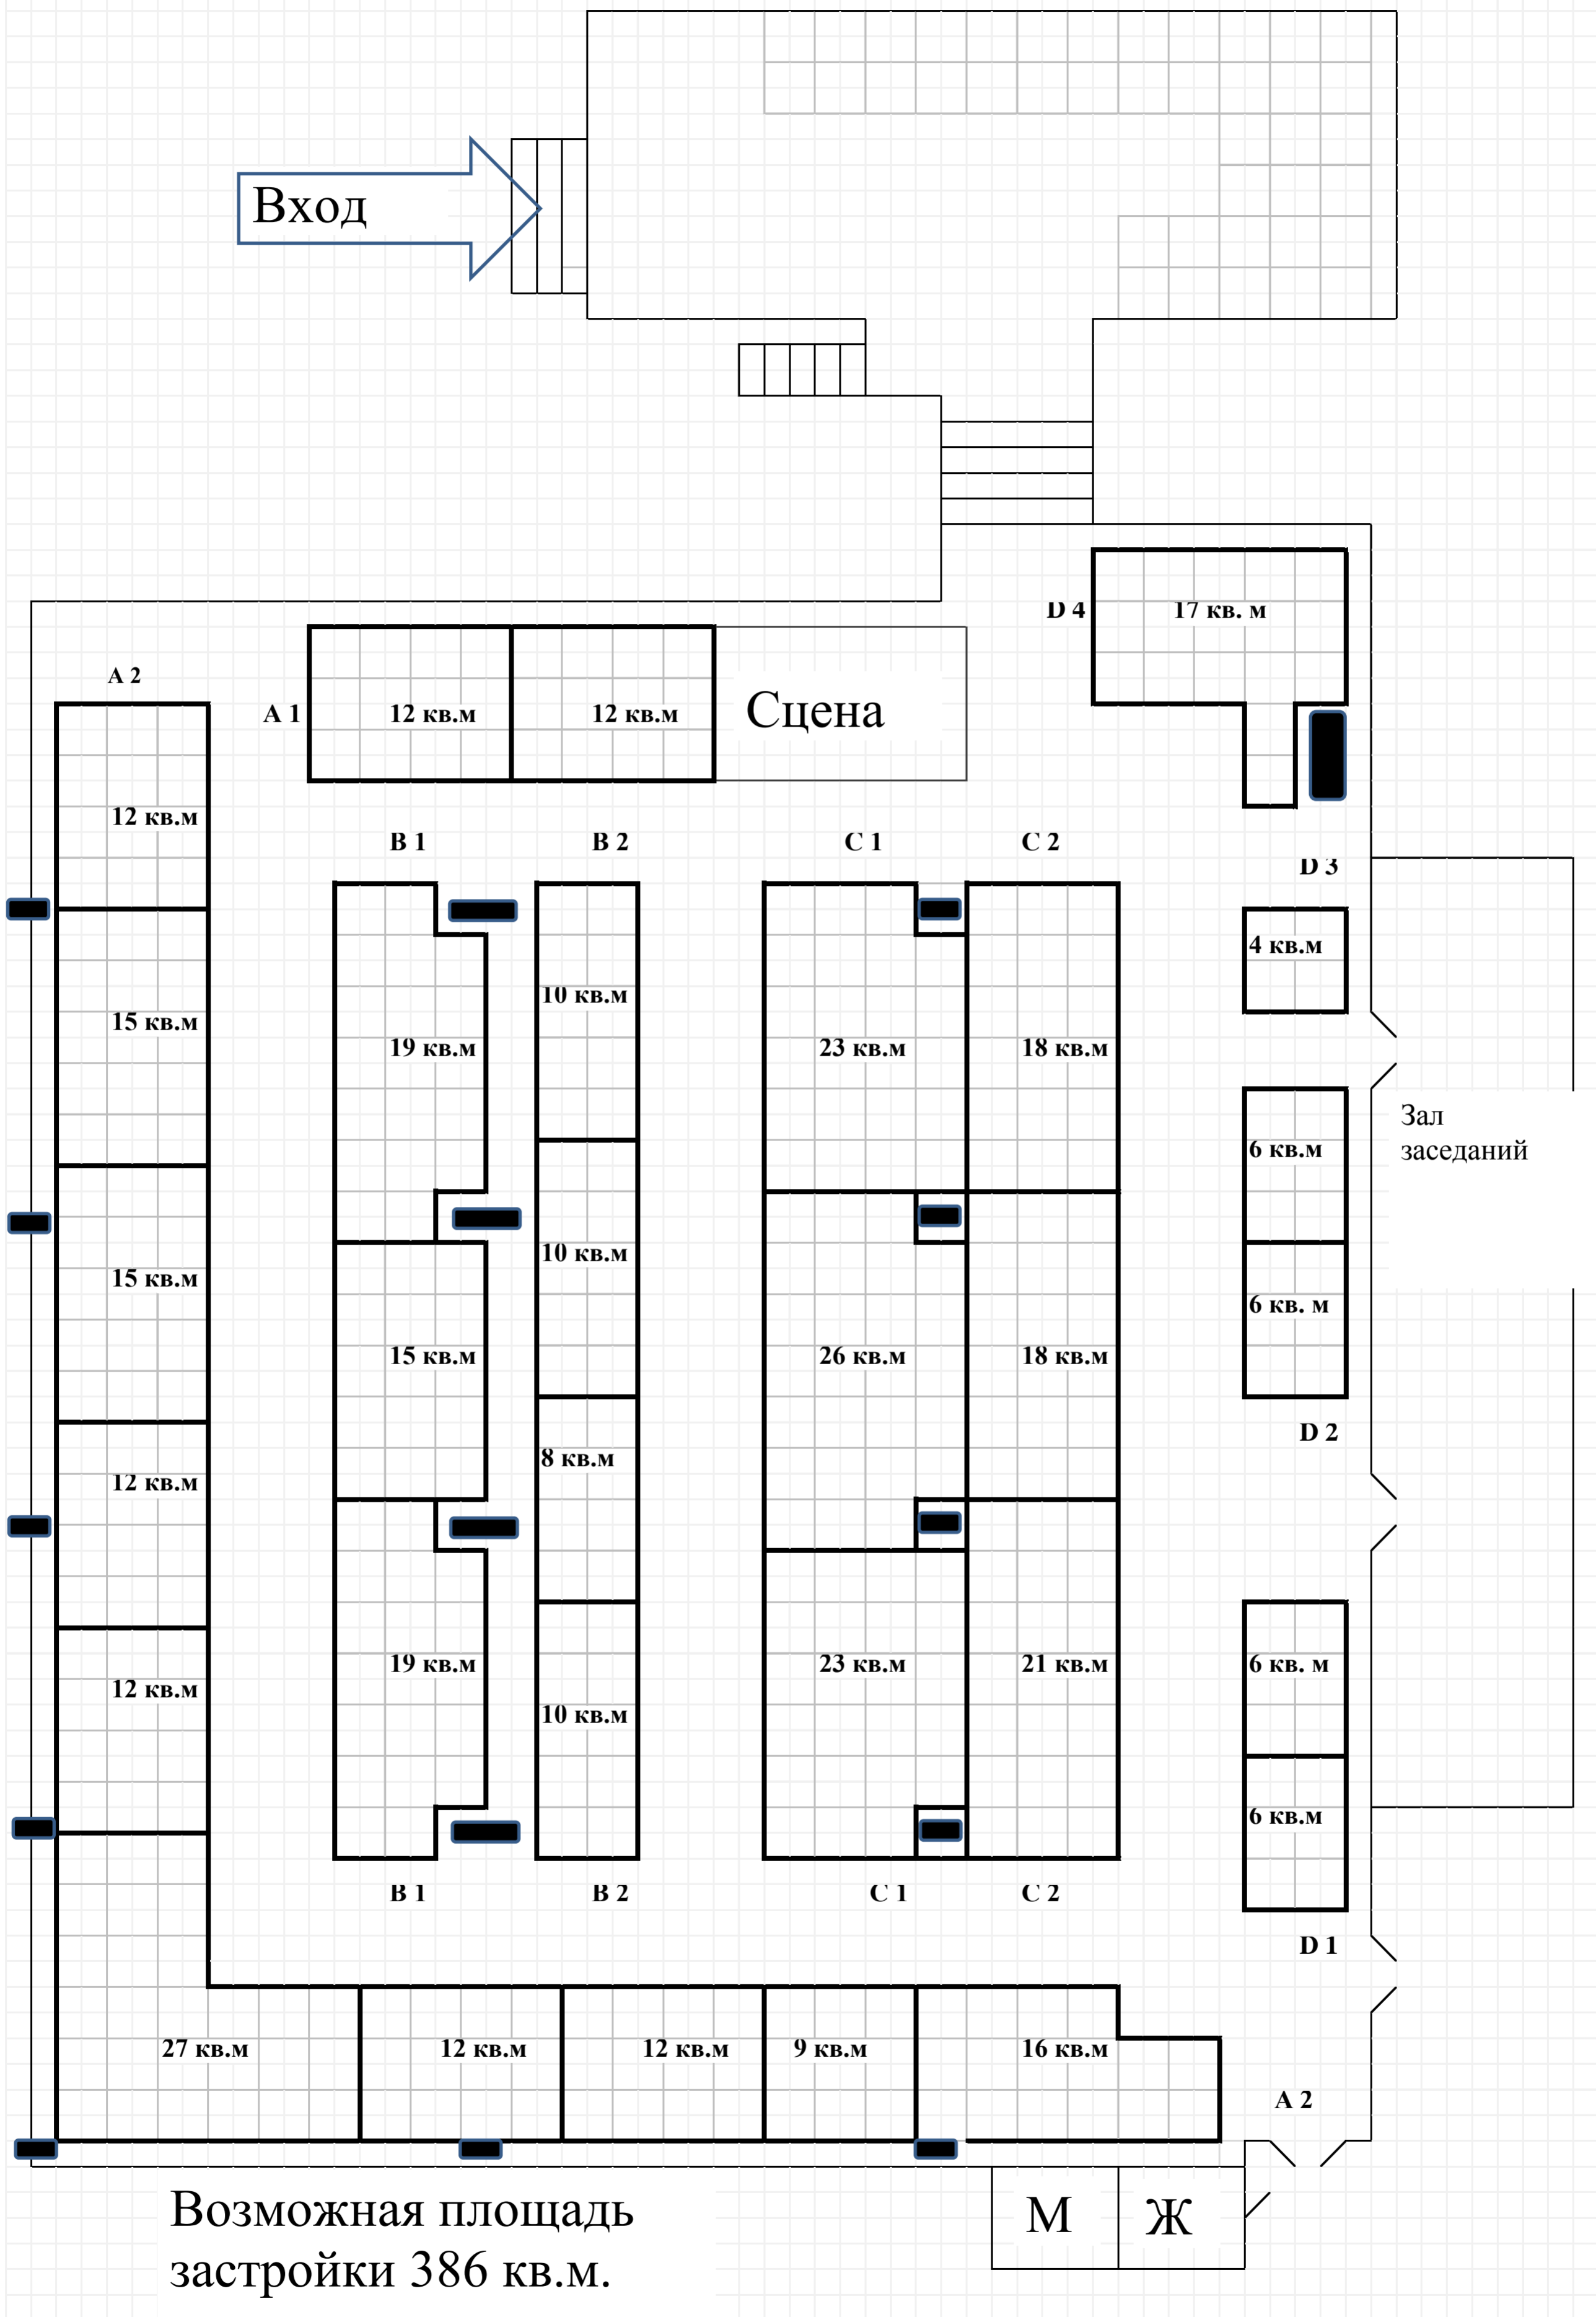 Вход
D 4
17 кв. м
A 2
A 1
12 кв.м
12 кв.м
Сцена
12 кв.м
B 1
B 2
C 1
C 2
D 3
4 кв.м
10 кв.м
15 кв.м
19 кв.м
23 кв.м
18 кв.м
Зал
заседаний
6 кв.м
10 кв.м
15 кв.м
6 кв. м
15 кв.м
26 кв.м
18 кв.м
D 2
8 кв.м
12 кв.м
19 кв.м
23 кв.м
21 кв.м
6 кв. м
12 кв.м
10 кв.м
6 кв.м
B 1
B 2
C 1
C 2
D 1
27 кв.м
12 кв.м
12 кв.м
9 кв.м
16 кв.м
A 2
М
Ж
Возможная площадь
застройки 386 кв.м.